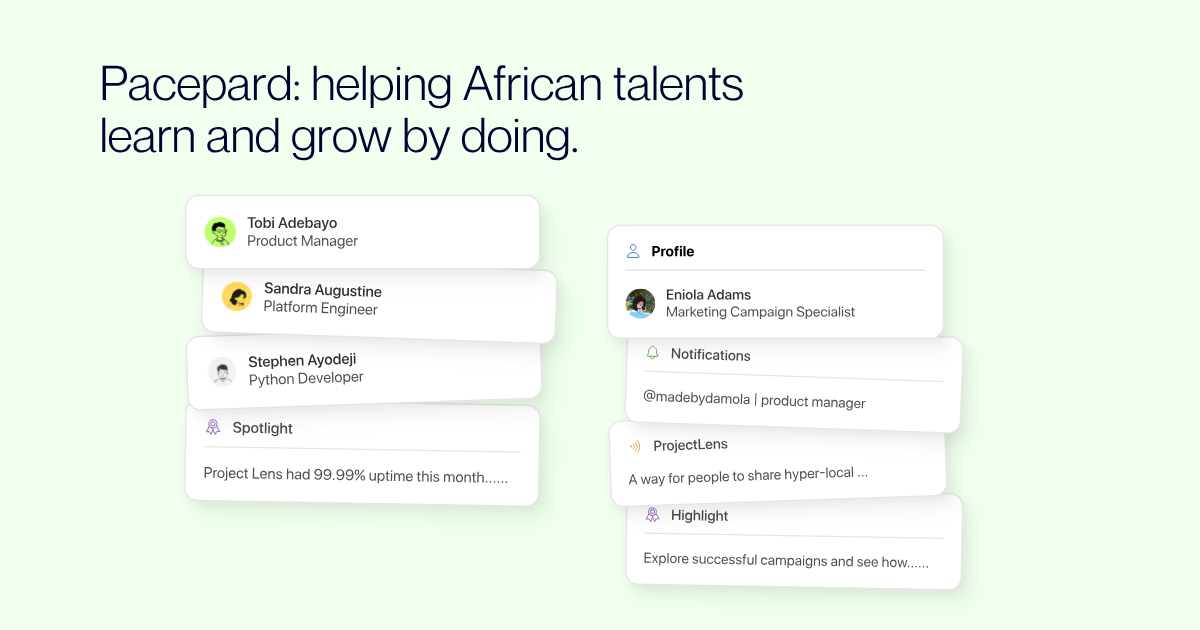 Pacepard: helping African talents
learn and grow by doing.
Tobi Adebayo
Product Manager
Sandra Augustine
Platform Engineer
Stephen Ayodeji
Python Developer
Spotlight
Project Lens had 99.99% uptime this month......
Profile
Eniola Adams
Marketing Campaign Specialist
Notifications
@madebydamola | product manager
ProjectLens
A way for people to share hyper-local ...
Highlight
Explore successful campaigns and see how......